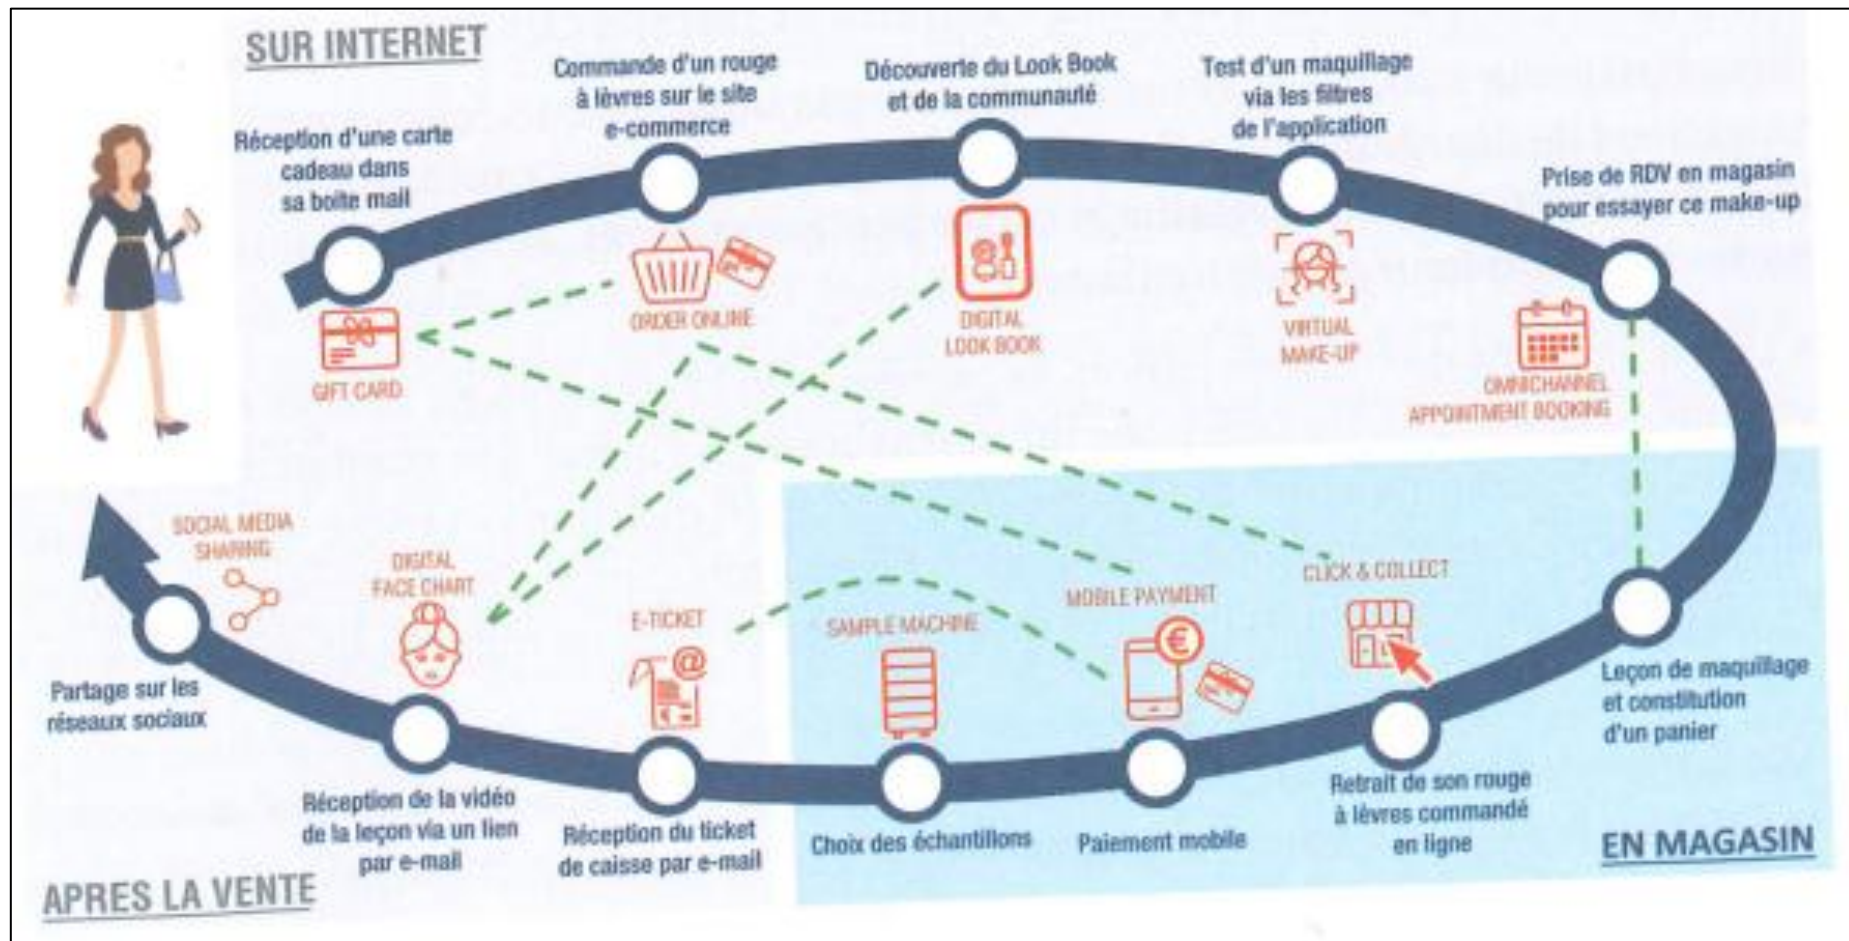 SUR INTERNET
Réception d'une carte
cadeau dans
sa boîte mail
GIFT CARD
Commande d'un rouge
à lèvres sur le site
e-commerce
ORDER ONLINE
Découverte du Look Book
et de la communauté
DIGITAL
LOOK BOOK
Test d'un maquillage
via les filtres
de l'application
VIRTUAL
MAKE-UP
Prise de RDV en magasin
pour essayer ce make-up
OMNICHANNEL
APPOINTMENT BOOKING
Leçon de maquillage
et constitution
d'un panier
CLICK & COLLECT
Retrait de son rouge
à lèvres commandé
en ligne
MOBILE PAYMENT
€
Paiement mobile
SAMPLE MACHINE
Choix des échantillons
EN MAGASIN
E-TICKET
@
€
Réception du ticket
de caisse par e-mail
DIGITAL
FACE CHART
Réception de la vidéo
de la leçon via un lien
par e-mail
SOCIAL MEDIA
SHARING
Partage sur les
réseaux sociaux
APRES LA VENTE